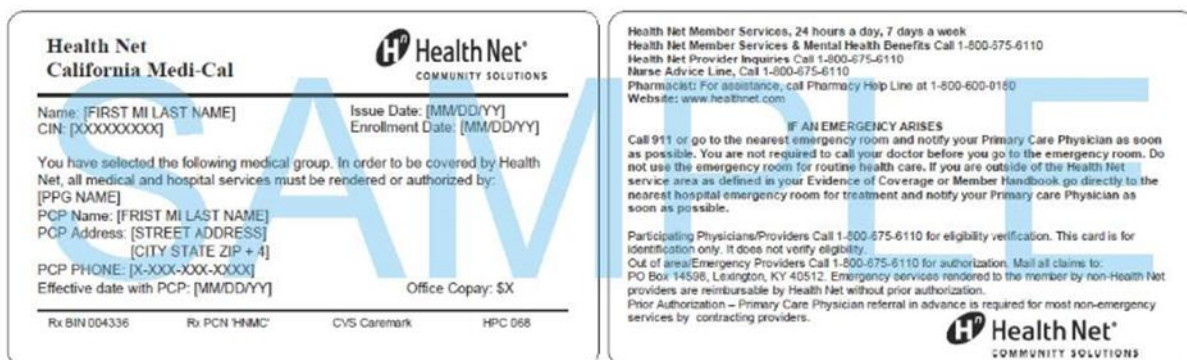 Health Net
California Medi-Cal
Health Net®
COMMUNITY SOLUTIONS
Name: [FIRST MI LAST NAME]
Issue Date: [MM/DD/YY]
CIN: [XXXXXXXXX]
Enrollment Date: [MM/DD/YY]
You have selected the following medical group. In order to be covered by Health
Net, all medical and hospital services must be rendered or authorized by:
[PPG NAME]
PCP Name: [FRIST MI LAST NAME]
PCP Address: [STREET ADDRESS]
[CITY STATE ZIP + 4]
PCP PHONE: [X-XXX-XXX-XXXX]
Effective date with PCP: [MM/DD/YY]
Office Copay: $X
Rx BIN 004336
Rx PCN 'HNMC'
CVS Caremark
HPC 068
Health Net Member Services, 24 hours a day, 7 days a week
Health Net Member Services & Mental Health Benefits Call 1-800-675-6110
Health Net Provider Inquiries Call 1-800-675-6110
Nurse Advice Line, Call 1-800-675-6110
Pharmacist: For assistance, call Pharmacy Help Line at 1-800-600-0180
Website: www.healthnet.com
IF AN EMERGENCY ARISES
Call 911 or go to the nearest emergency room and notify your Primary Care Physician as soon
as possible. You are not required to call your doctor before you go to the emergency room. Do
not use the emergency room for routine health care. If you are outside of the Health Net
service area as defined in your Evidence of Coverage or Member Handbook go directly to the
nearest hospital emergency room for treatment and notify your Primary care Physician as
soon as possible.
Participating Physicians/Providers Call 1-800-675-6110 for eligibility verification. This card is for
identification only. It does not verify eligibility.
Out of area/Emergency Providers Call 1-800-675-6110 for authorization. Mail all claims to:
PO Box 14598, Lexington, KY 40512. Emergency services rendered to the member by non-Health Net
providers are reimbursable by Health Net without prior authorization.
Prior Authorization – Primary Care Physician referral in advance is required for most non-emergency
services by contracting providers.
Health Net®
COMMUNITY SOLUTIONS
SAMPLE